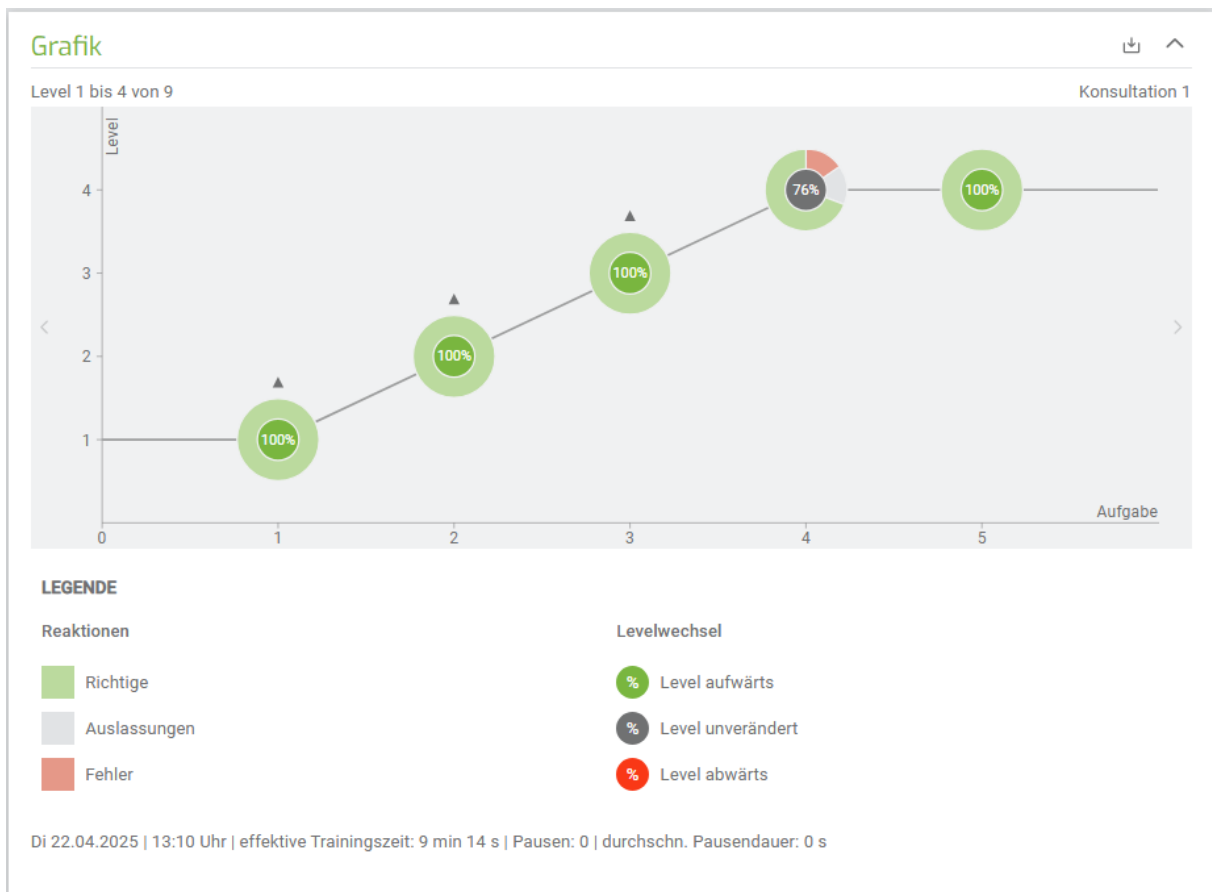 Grafik
Level 1 bis 4 von 9
Konsultation 1
Level
4
76%
100%
3
100%
2
100%
1
100%
Aufgabe
0
1
2
3
4
5
LEGENDE
Reaktionen
Levelwechsel
Richtige
% Level aufwärts
Auslassungen
% Level unverändert
Fehler
% Level abwärts
Di 22.04.2025 | 13:10 Uhr | effektive Trainingszeit: 9 min 14 s | Pausen: 0 | durchschn. Pausendauer: 0 s